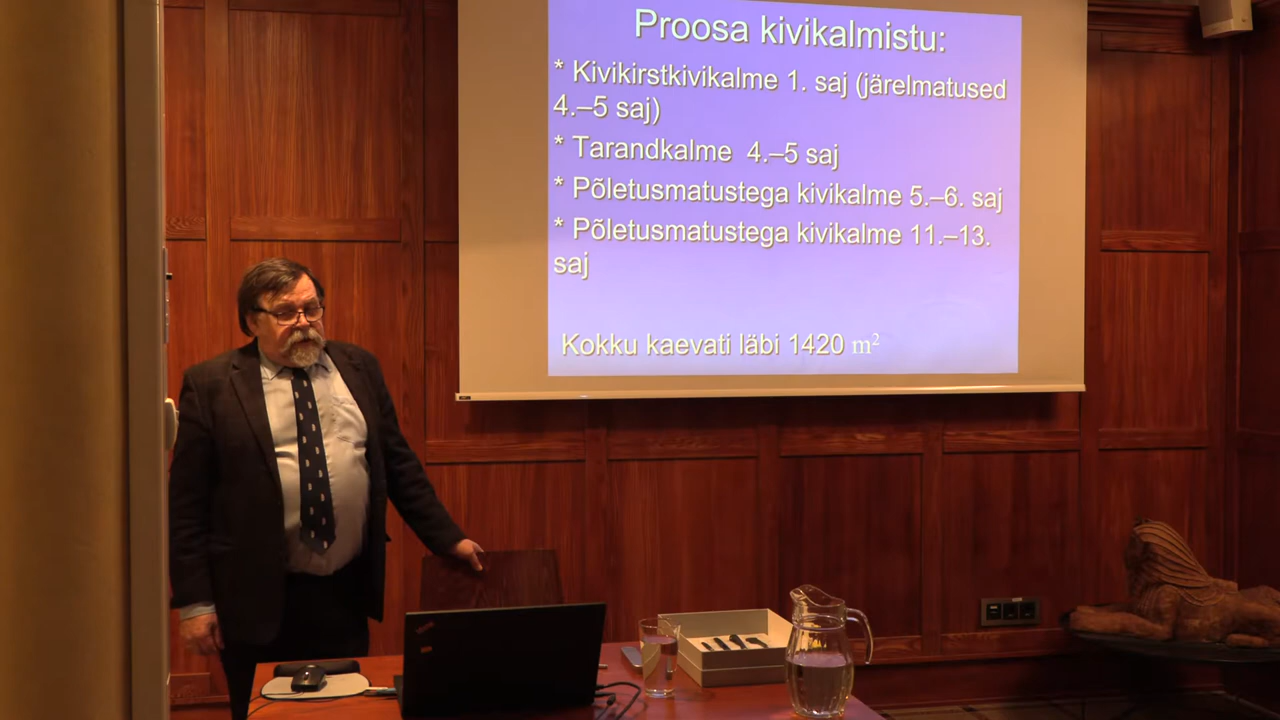 Proosa kivikalmistu:
* Kivikirstkivikalme 1. saj (järelmatused
4.–5 saj)
* Tarandkalme 4.–5 saj
* Põletusmatustega kivikalme 5.–6. saj
* Põletusmatustega kivikalme 11.–13.
saj
Kokku kaevati läbi 1420 m²